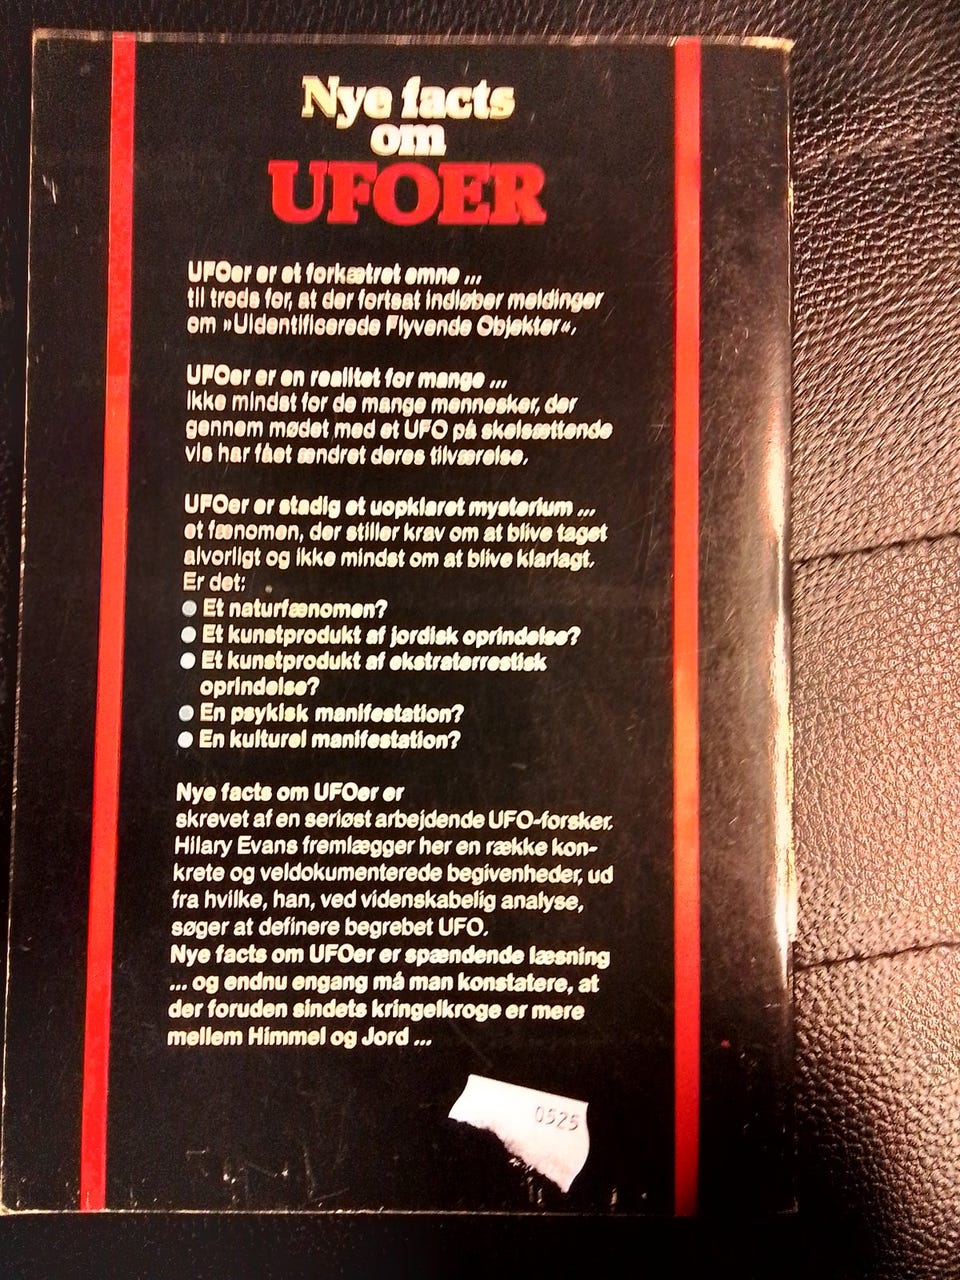 Nye facts
om
UFOER
UFOer er et forkætret emne ...
til trods for, at der fortsat indløber meldinger
om »Uidentificerede Flyvende Objekter«.
UFOer er en realitet for mange ...
ikke mindst for de mange mennesker, der
gennem mødet med et UFO på skelsættende
vis har fået ændret deres tilværelse.
UFOer er stadig et uopklaret mysterium ...
et fænomen, der stiller krav om at blive taget
alvorligt og ikke mindst om at blive klarlagt.
Er det:
● Et naturfænomen?
● Et kunstprodukt af jordisk oprindelse?
● Et kunstprodukt af ekstraterrestisk
oprindelse?
● En psykisk manifestation?
● En kulturel manifestation?
Nye facts om UFOer er
skrevet af en seriøst arbejdende UFO-forsker.
Hilary Evans fremlægger her en række kon-
krete og veldokumenterede begivenheder, ud
fra hvilke, han, ved videnskabelig analyse,
søger at definere begrebet UFO.
Nye facts om UFOer er spændende læsning
... og endnu engang må man konstatere, at
der foruden sindets kringelkroge er mere
mellem Himmel og Jord ...
0525